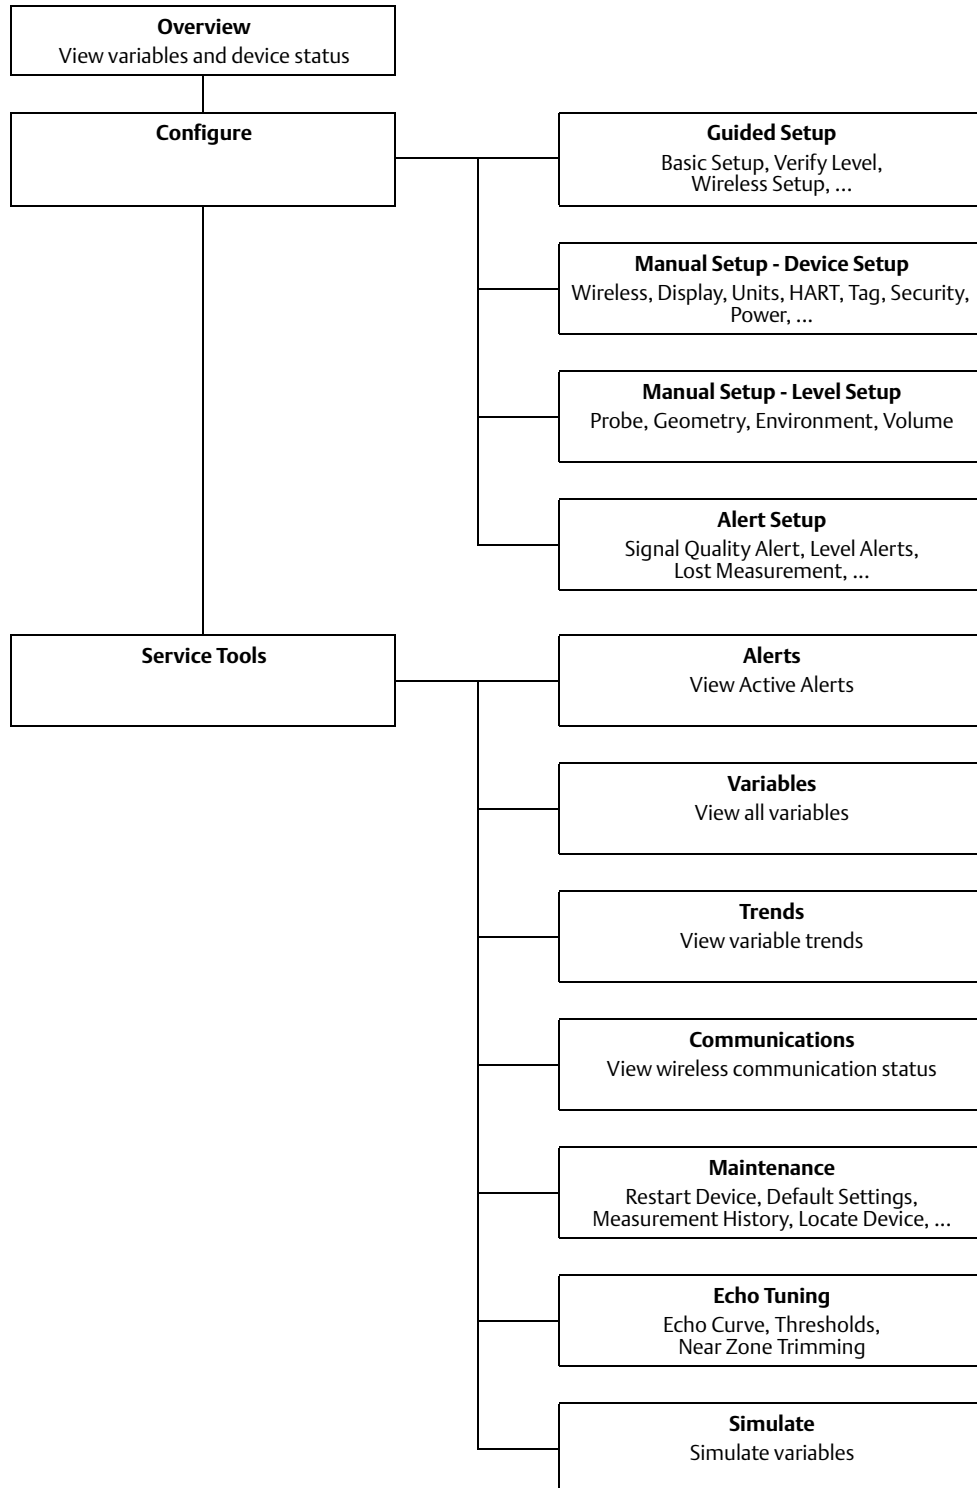 Overview
View variables and device status
Configure
Guided Setup
Basic Setup, Verify Level,
Wireless Setup, ...
Manual Setup - Device Setup
Wireless, Display, Units, HART, Tag, Security,
Power, ...
Manual Setup - Level Setup
Probe, Geometry, Environment, Volume
Alert Setup
Signal Quality Alert, Level Alerts,
Lost Measurement, ...
Service Tools
Alerts
View Active Alerts
Variables
View all variables
Trends
View variable trends
Communications
View wireless communication status
Maintenance
Restart Device, Default Settings,
Measurement History, Locate Device, ...
Echo Tuning
Echo Curve, Thresholds,
Near Zone Trimming
Simulate
Simulate variables